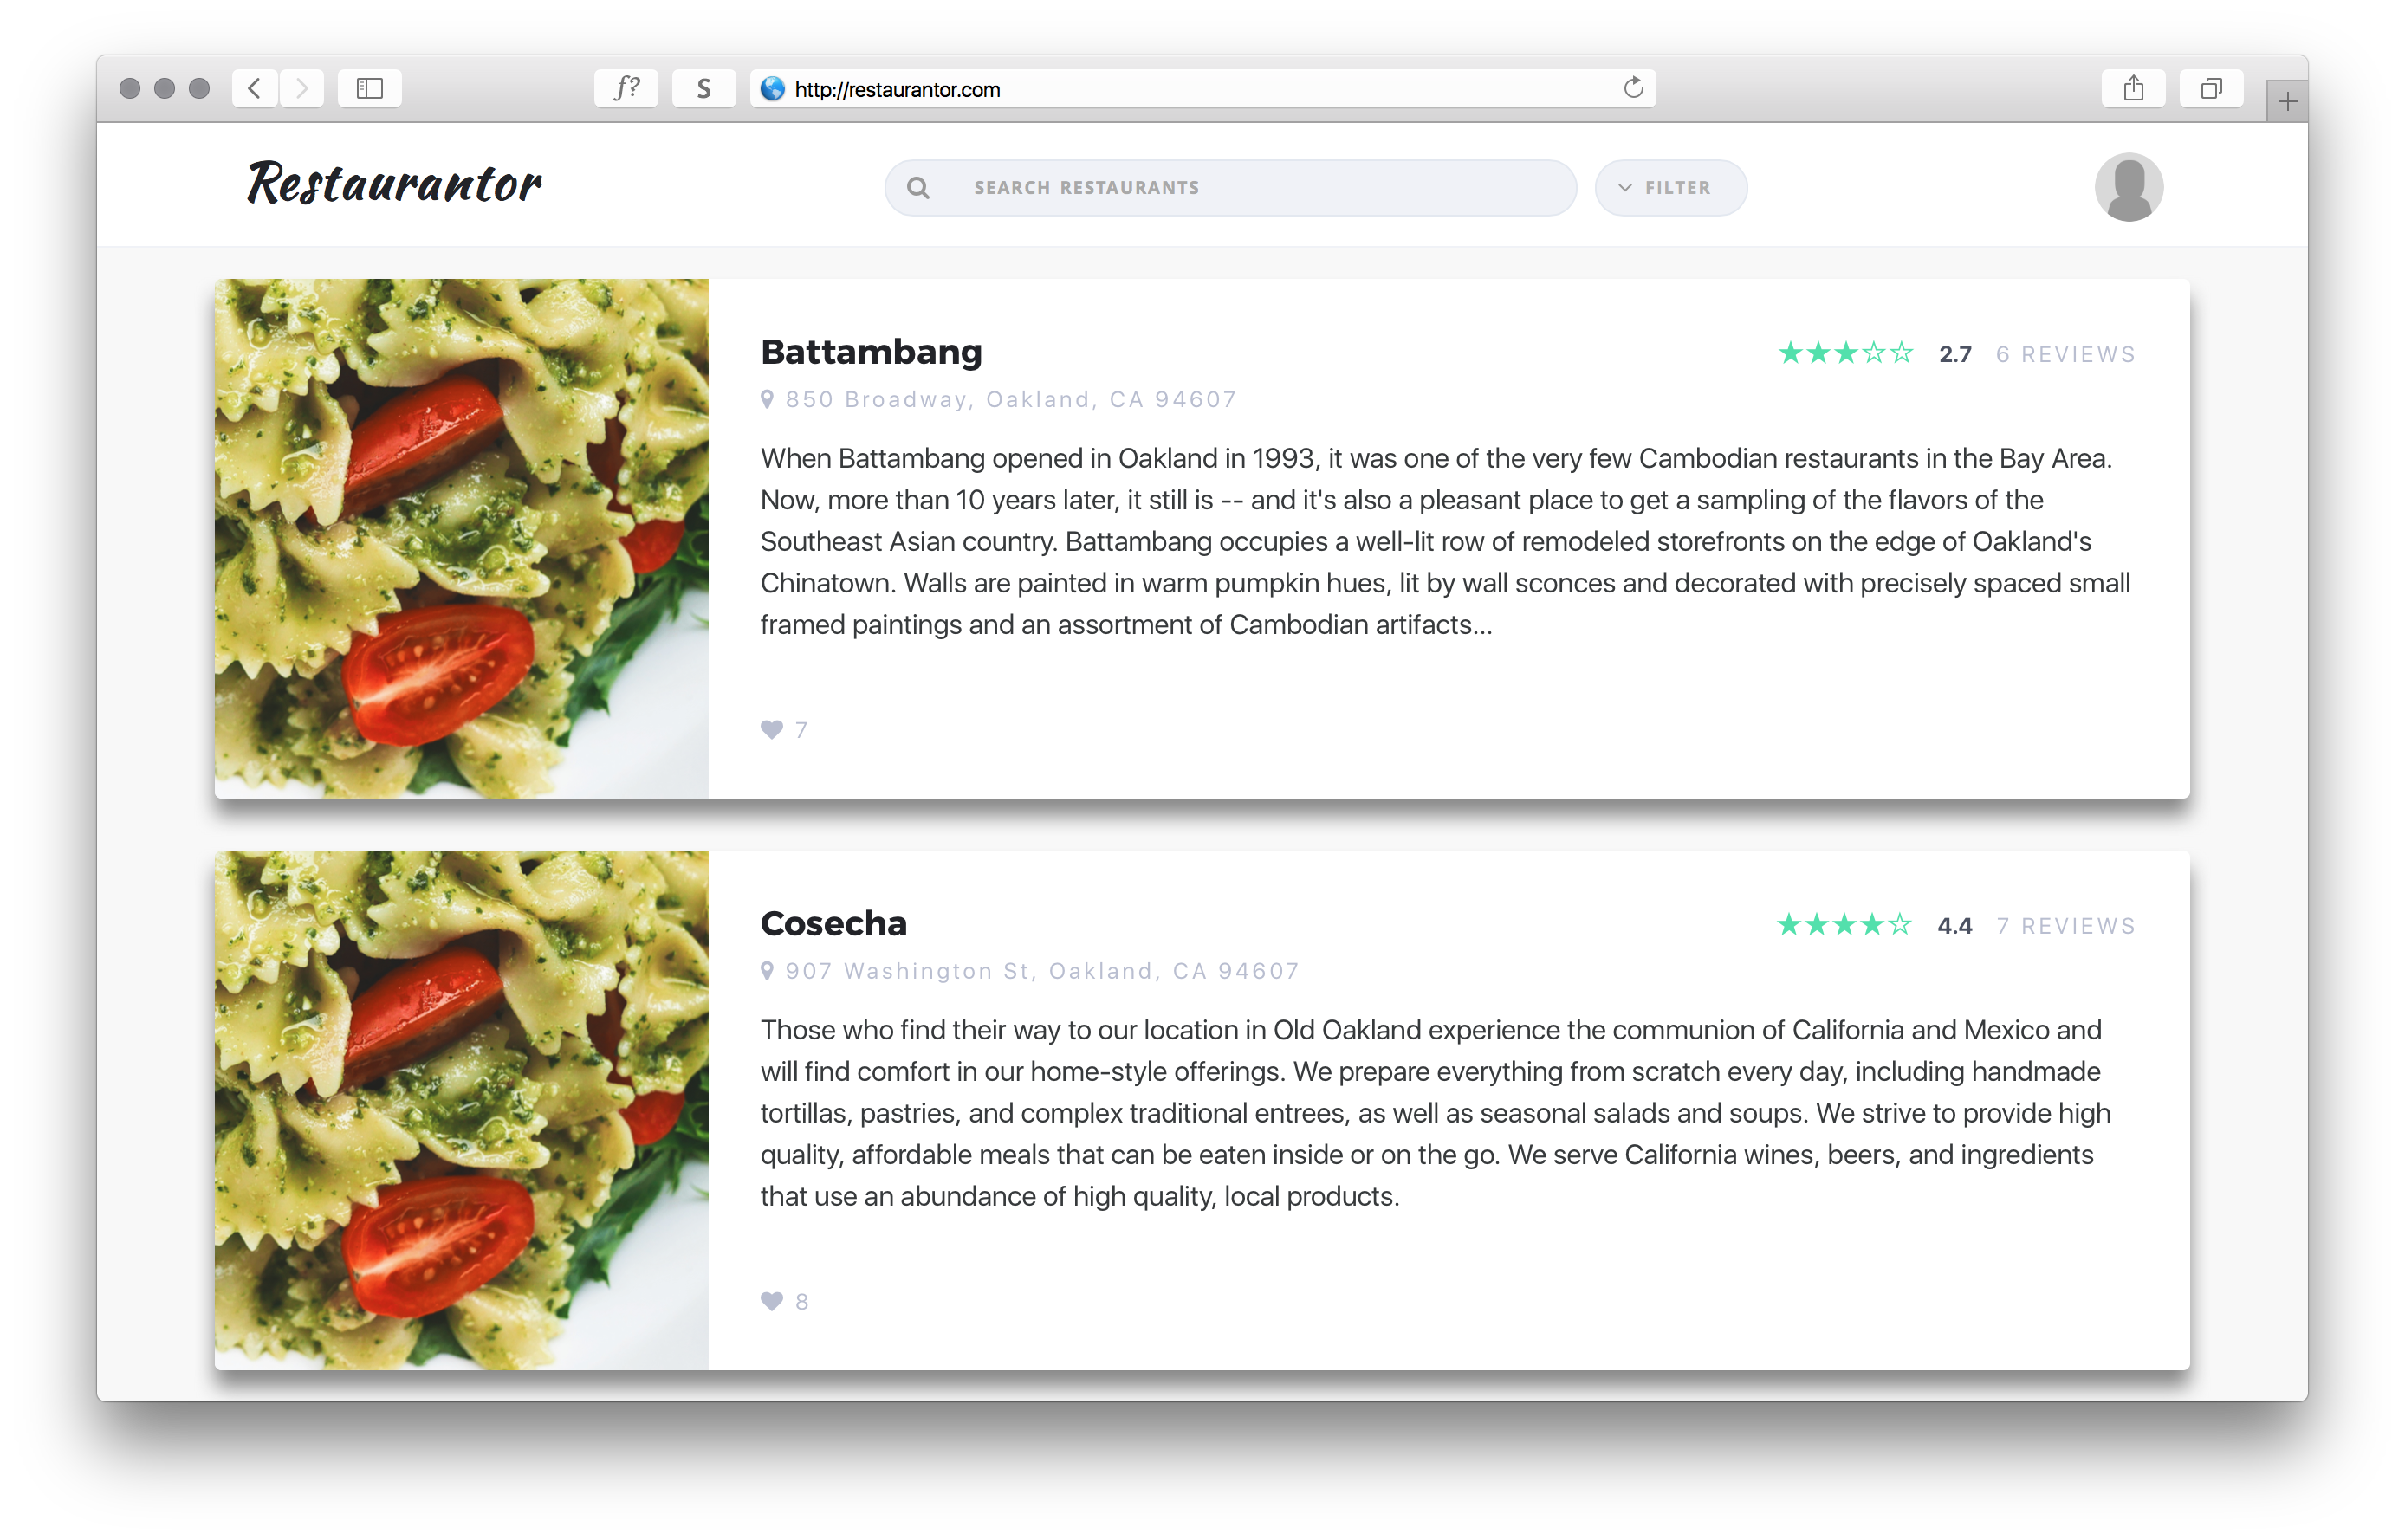 f?
S
http://restaurantor.com
Restaurantor
SEARCH RESTAURANTS
FILTER
Battambang
2.7 6 REVIEWS
850 Broadway, Oakland, CA 94607
When Battambang opened in Oakland in 1993, it was one of the very few Cambodian restaurants in the Bay Area.
Now, more than 10 years later, it still is -- and it's also a pleasant place to get a sampling of the flavors of the
Southeast Asian country. Battambang occupies a well-lit row of remodeled storefronts on the edge of Oakland's
Chinatown. Walls are painted in warm pumpkin hues, lit by wall sconces and decorated with precisely spaced small
framed paintings and an assortment of Cambodian artifacts...
7
Cosecha
4.4 7 REVIEWS
907 Washington St, Oakland, CA 94607
Those who find their way to our location in Old Oakland experience the communion of California and Mexico and
will find comfort in our home-style offerings. We prepare everything from scratch every day, including handmade
tortillas, pastries, and complex traditional entrees, as well as seasonal salads and soups. We strive to provide high
quality, affordable meals that can be eaten inside or on the go. We serve California wines, beers, and ingredients
that use an abundance of high quality, local products.
8